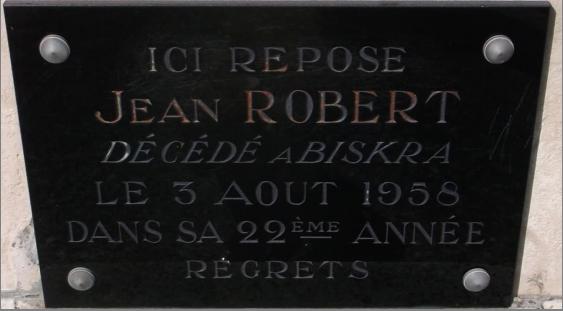 ICI REPOSE
JEAN ROBERT
DÉCÉDÉ A BISKRA
LE 3 AOUT 1958
DANS SA 22ÈME ANNÉE
REGRETS